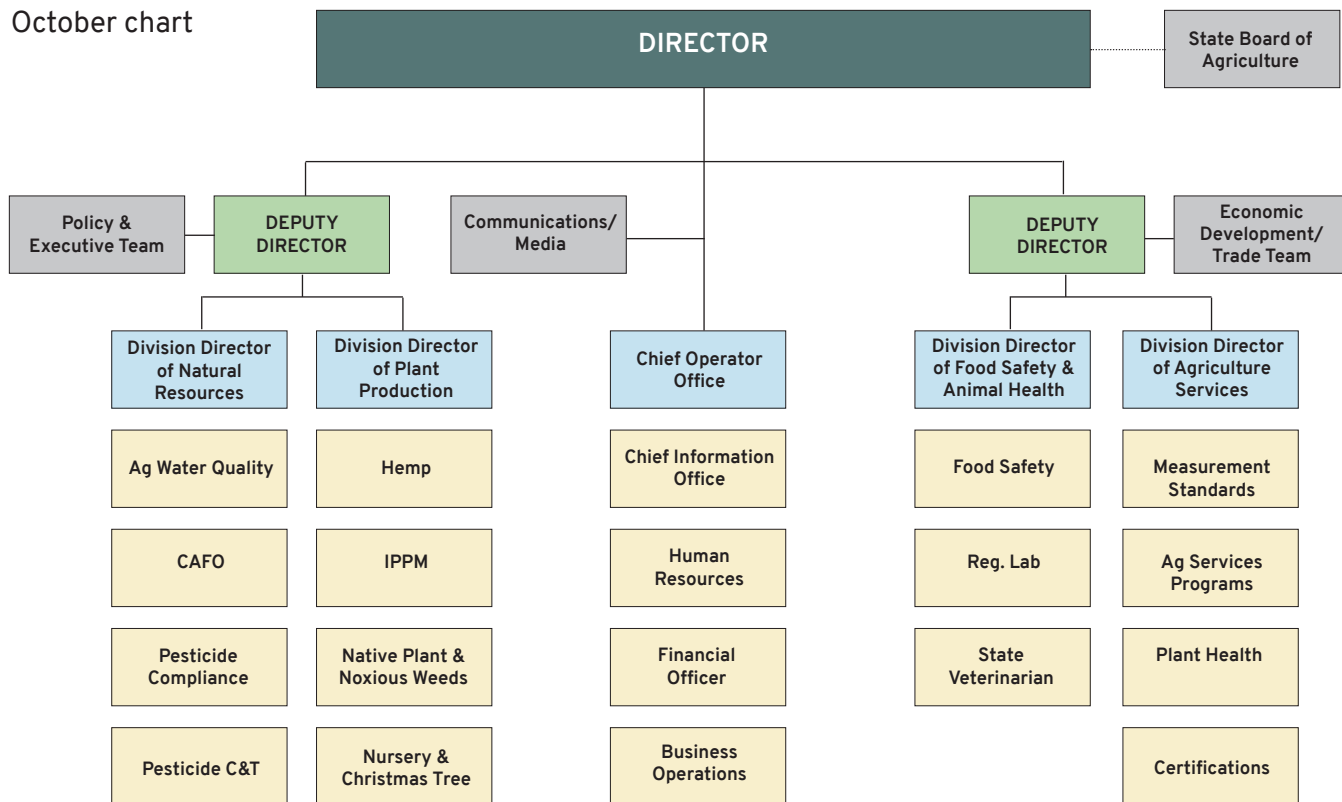 October chart
DIRECTOR
State Board of
Agriculture
Policy &
Executive Team
DEPUTY
DIRECTOR
Communications/
Media
DEPUTY
DIRECTOR
Economic
Development/
Trade Team
Division Director
of Natural
Resources
Division Director
of Plant
Production
Chief Operator
Office
Division Director
of Food Safety &
Animal Health
Division Director
of Agriculture
Services
Ag Water Quality
Hemp
Chief Information
Office
Food Safety
Measurement
Standards
CAFO
IPPM
Human
Resources
Reg. Lab
Ag Services
Programs
Pesticide
Compliance
Native Plant &
Noxious Weeds
Financial
Officer
State
Veterinarian
Plant Health
Pesticide C&T
Nursery &
Christmas Tree
Business
Operations
Certifications